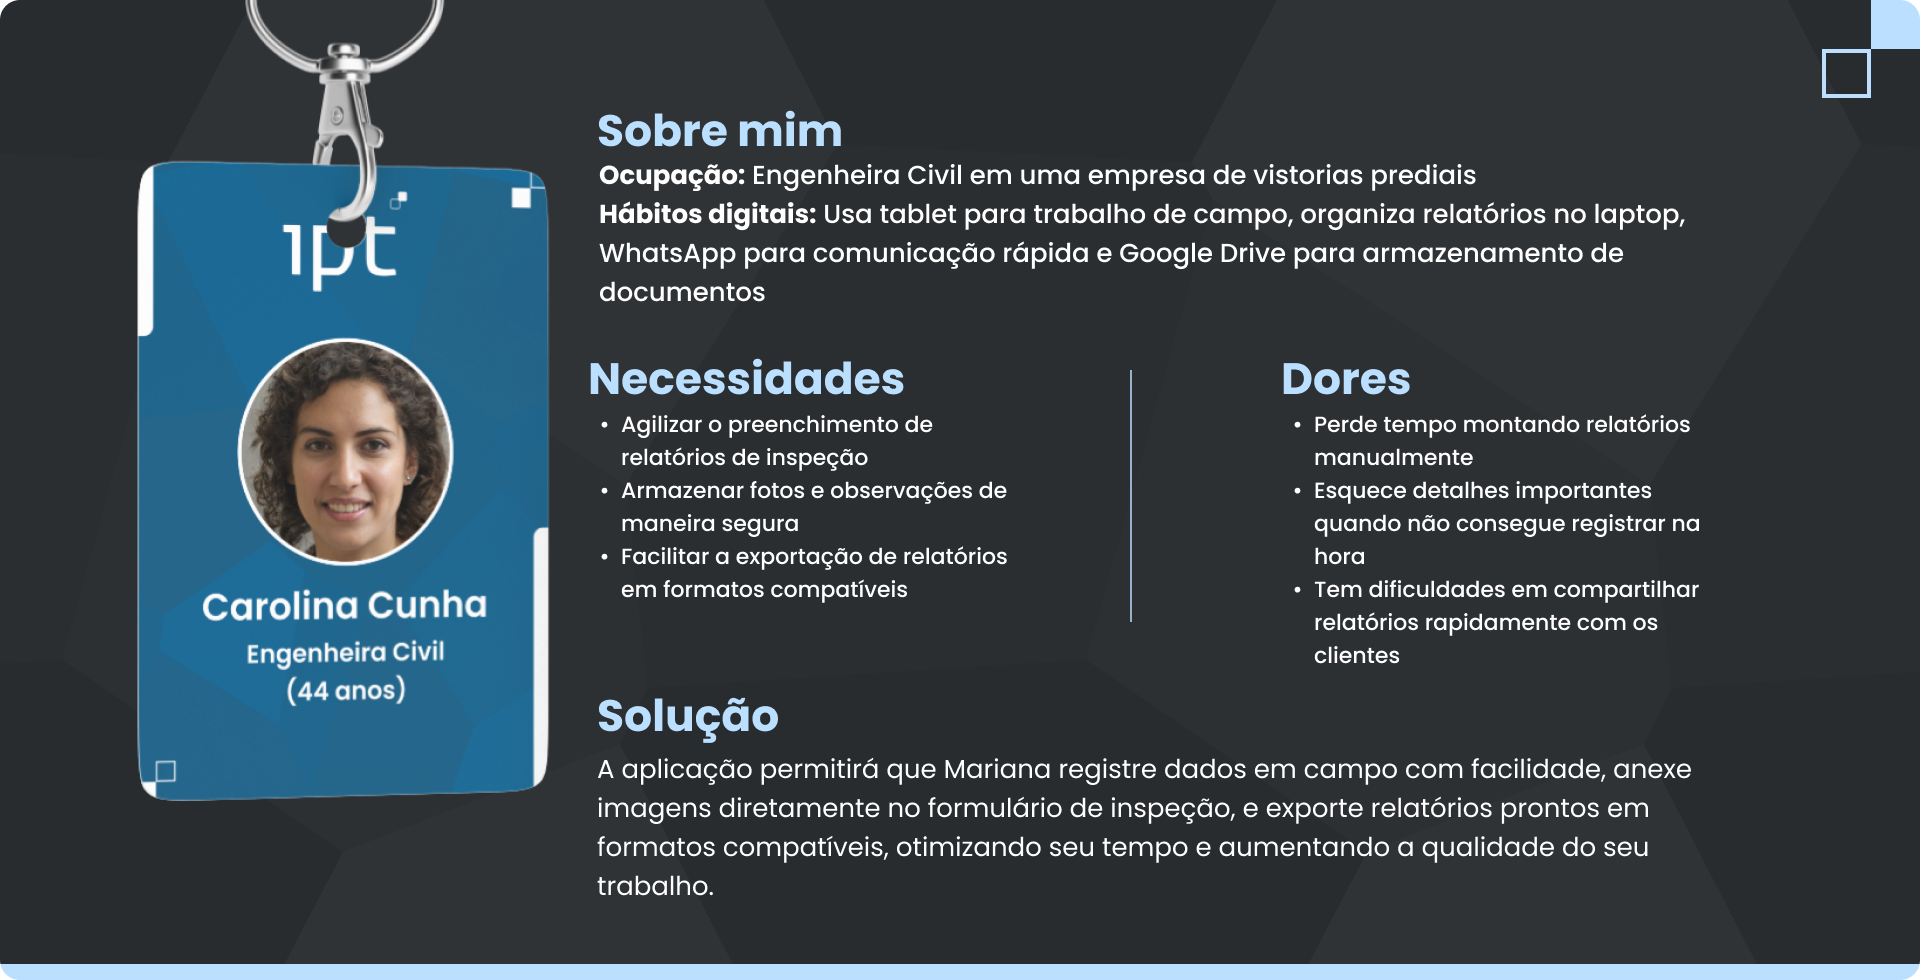 ipt
Carolina Cunha
Engenheira Civil
(44 anos)
Sobre mim
Ocupação: Engenheira Civil em uma empresa de vistorias prediais
Hábitos digitais: Usa tablet para trabalho de campo, organiza relatórios no laptop,
WhatsApp para comunicação rápida e Google Drive para armazenamento de
documentos
Necessidades
• Agilizar o preenchimento de
relatórios de inspeção
• Armazenar fotos e observações de
maneira segura
• Facilitar a exportação de relatórios
em formatos compatíveis
Dores
• Perde tempo montando relatórios
manualmente
• Esquece detalhes importantes
quando não consegue registrar na
hora
• Tem dificuldades em compartilhar
relatórios rapidamente com os
clientes
Solução
A aplicação permitirá que Mariana registre dados em campo com facilidade, anexe
imagens diretamente no formulário de inspeção, e exporte relatórios prontos em
formatos compatíveis, otimizando seu tempo e aumentando a qualidade do seu
trabalho.